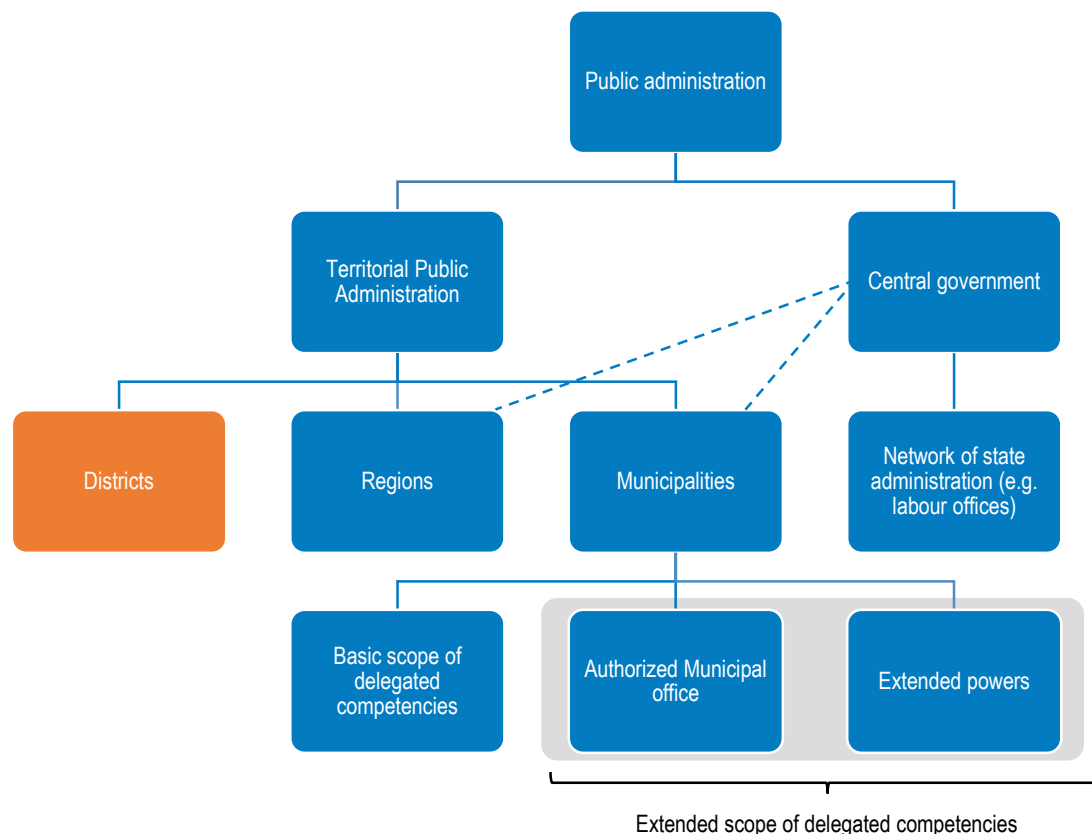 Public administration
Territorial Public
Administration
Central government
Districts
Regions
Municipalities
Network of state
administration (e.g.
labour offices)
Basic scope of
delegated
competencies
Authorized Municipal
office
Extended powers
Extended scope of delegated competencies